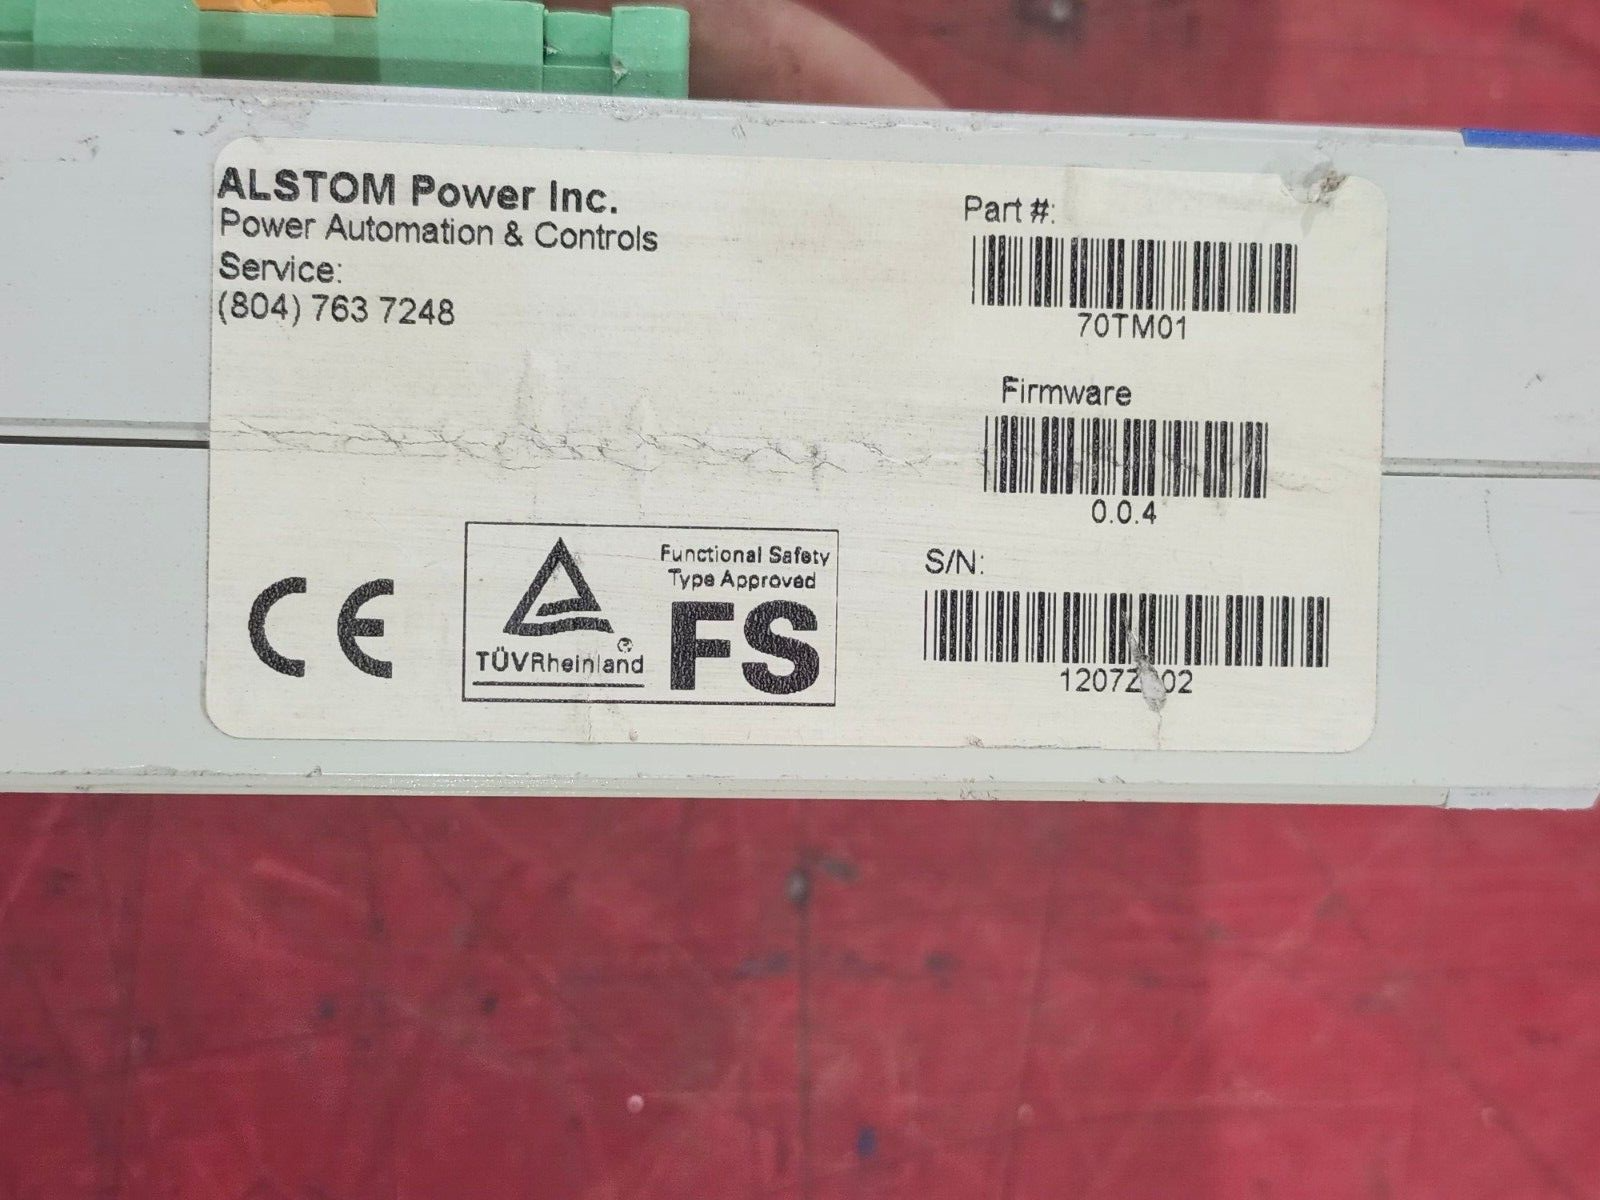 ALSTOM Power Inc.
Power Automation & Controls
Service:
(804) 763 7248
Part #:
70TM01
Firmware
0.0.4
S/N:
CE
TÜVRheinland
®
Functional Safety
Type Approved
FS